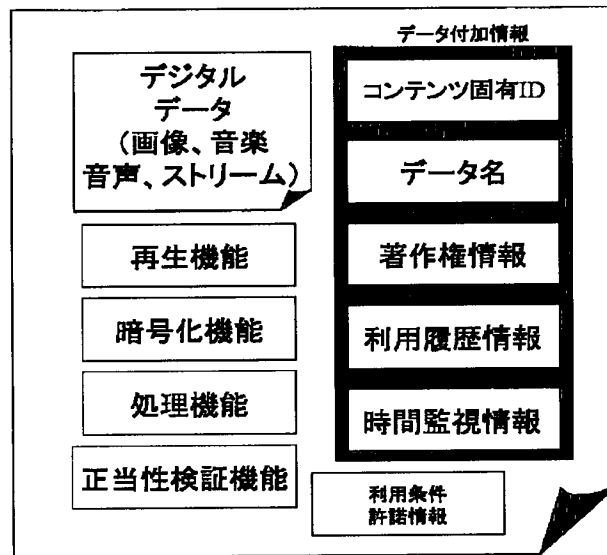 デジタル
データ
(画像、音楽
音声、ストリーム)
再生機能
暗号化機能
処理機能
正当性検証機能
データ付加情報
コンテンツ固有ID
データ名
著作権情報
利用履歴情報
時間監視情報
利用条件
許諾情報